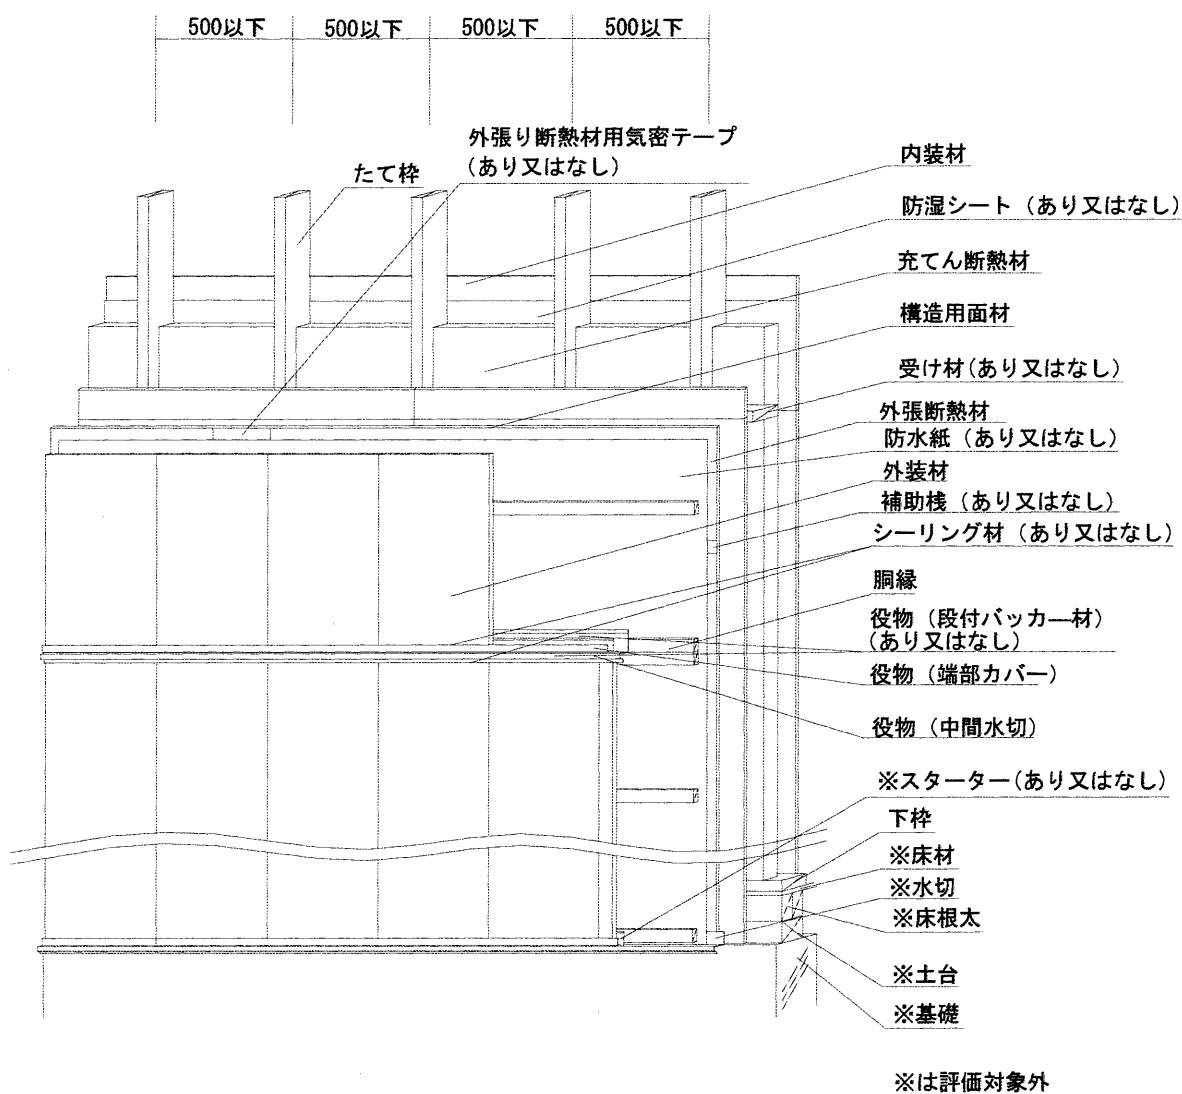 500以下 500以下 500以下 500以下
外張り断熱材用気密テープ
(あり又はなし)
たて枠
内装材
防湿シート (あり又はなし)
充てん断熱材
構造用面材
受け材(あり又はなし)
外張断熱材
防水紙 (あり又はなし)
外装材
補助桟 (あり又はなし)
シーリング材 (あり又はなし)
胴縁
役物 (段付バッカー材)
(あり又はなし)
役物 (端部カバー)
役物 (中間水切)
※スターター(あり又はなし)
下枠
※床材
※水切
※床根太
※土台
※基礎
※は評価対象外